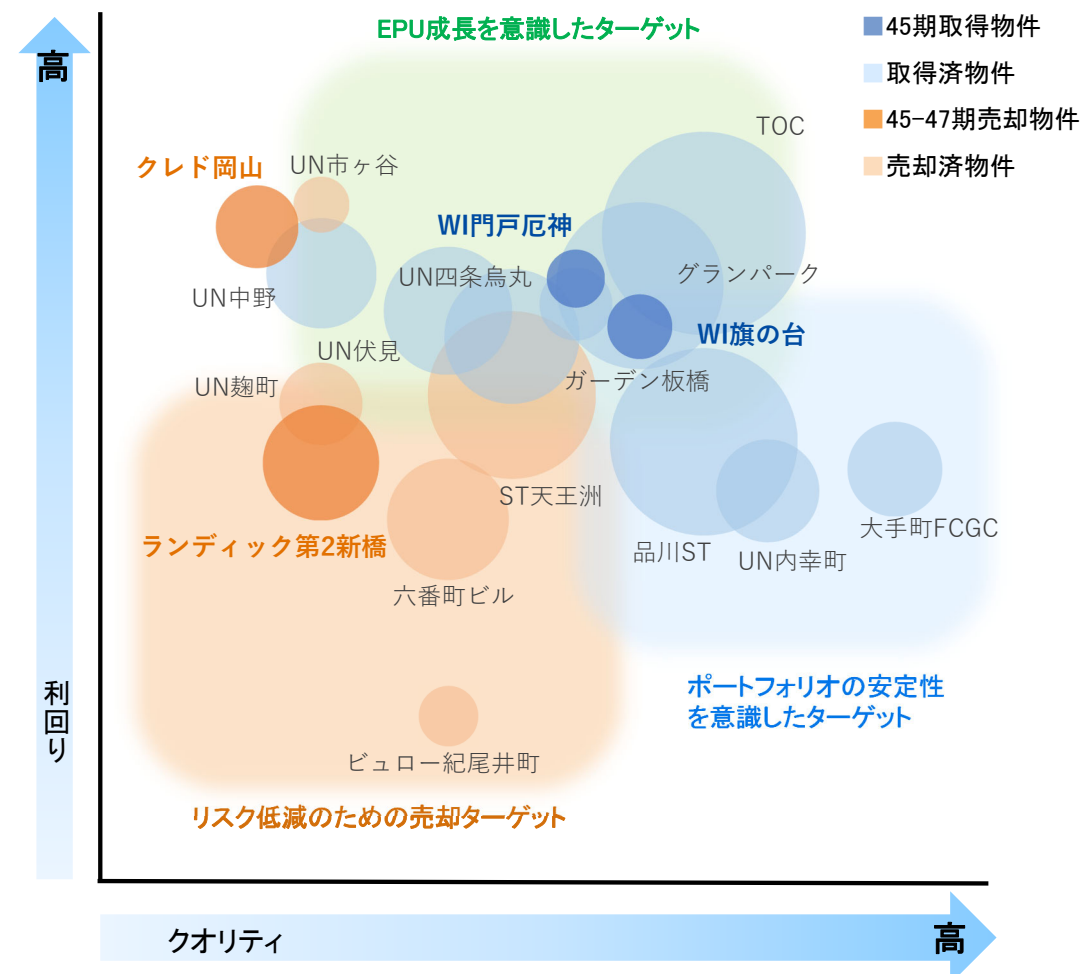 EPU成長を意識したターゲット
45期取得物件
取得済物件
45-47期売却物件
売却済物件
高
TOC
クレド岡山
UN市ヶ谷
WI門戸厄神
UN四条烏丸
グランパーク
UN中野
WI旗の台
UN伏見
ガーデン板橋
UN麹町
ST天王洲
大手町FCGC
ランディック第2新橋
品川ST
UN内幸町
六番町ビル
利回り
ポートフォリオの安定性
を意識したターゲット
ビュロー紀尾井町
リスク低減のための売却ターゲット
クオリティ
高